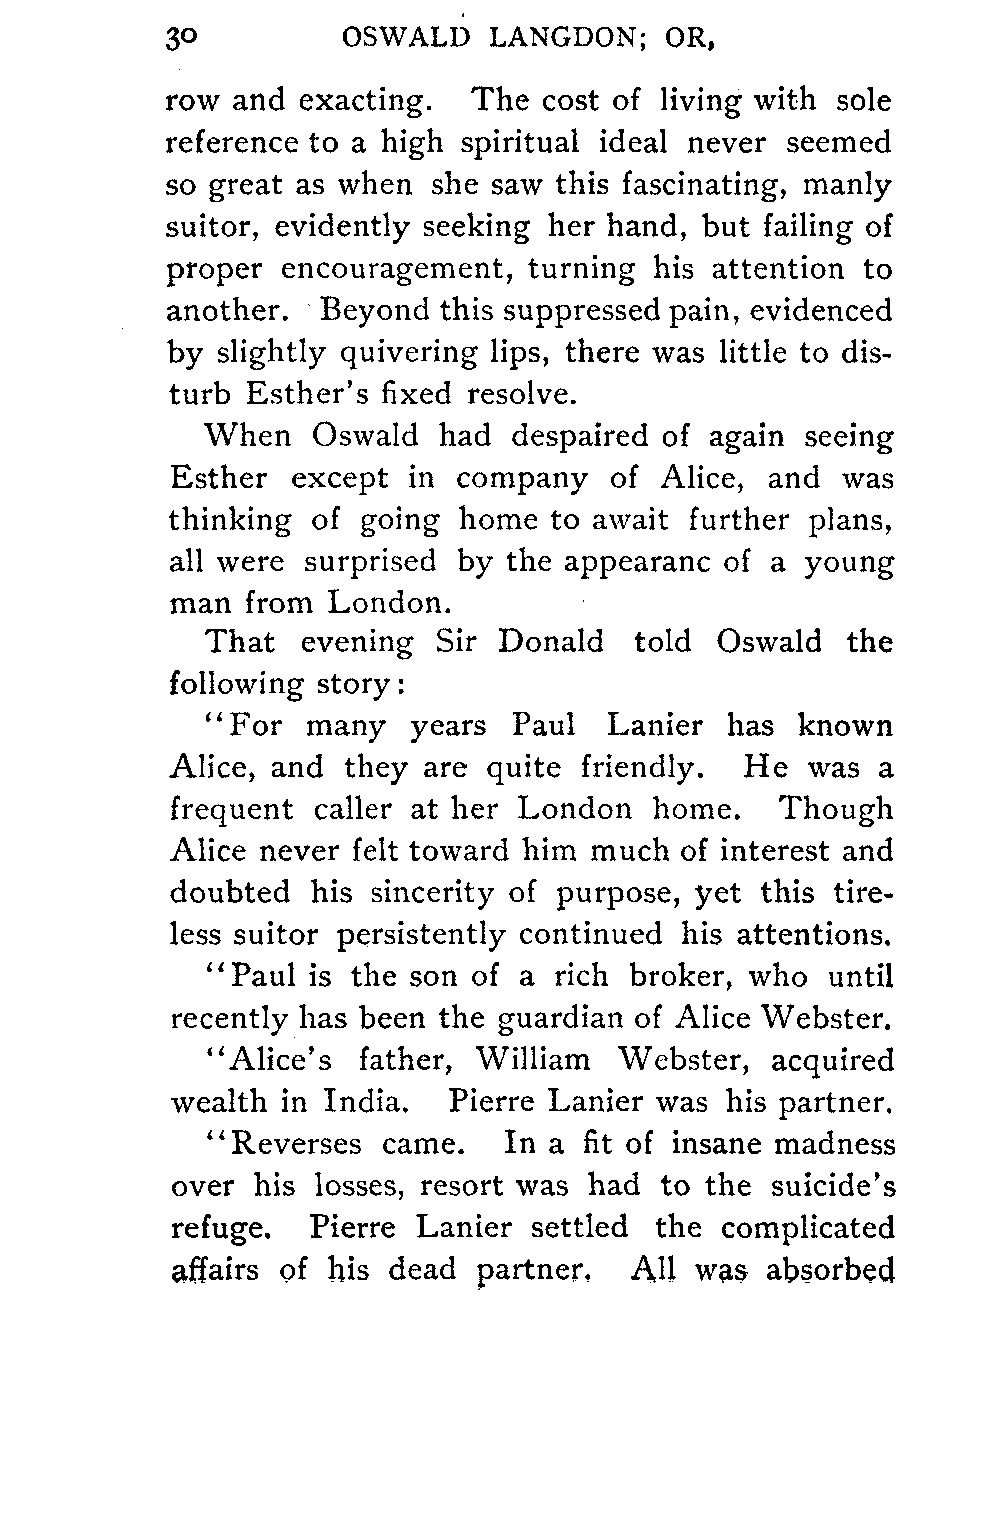 30 OSWALD LANGDON; OR,
row and exacting. The cost of living with sole
reference to a high spiritual ideal never seemed
so great as when she saw this fascinating, manly
suitor, evidently seeking her hand, but failing of
proper encouragement, turning his attention to
another. Beyond this suppressed pain, evidenced
by slightly quivering lips, there was little to dis-
turb Esther's fixed resolve.
When Oswald had despaired of again seeing
Esther except in company of Alice, and was
thinking of going home to await further plans,
all were surprised by the appearanc of a young
man from London.
That evening Sir Donald told Oswald the
following story:
"For many years Paul Lanier has known
Alice, and they are quite friendly. He was a
frequent caller at her London home. Though
Alice never felt toward him much of interest and
doubted his sincerity of purpose, yet this tire-
less suitor persistently continued his attentions.
"Paul is the son of a rich broker, who until
recently has been the guardian of Alice Webster.
"Alice's father, William Webster, acquired
wealth in India. Pierre Lanier was his partner.
"Reverses came. In a fit of insane madness
over his losses, resort was had to the suicide's
refuge. Pierre Lanier settled the complicated
affairs of his dead partner. All was absorbed